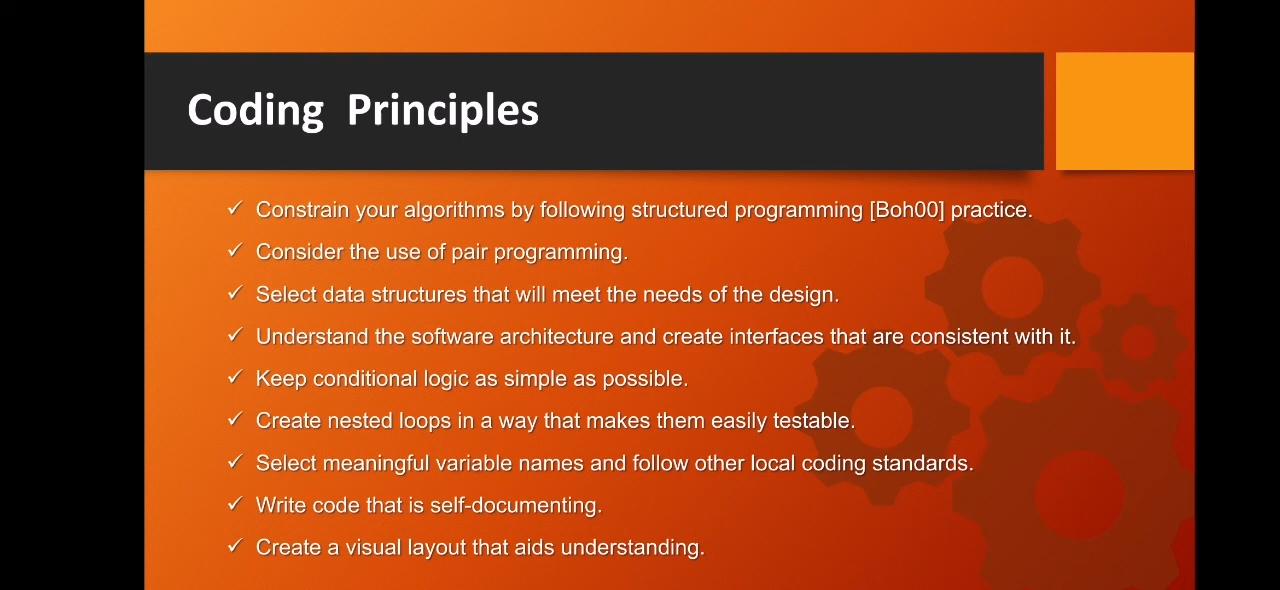 Coding Principles
✓ Constrain your algorithms by following structured programming [Boh00] practice.
✓ Consider the use of pair programming.
✓ Select data structures that will meet the needs of the design.
✓ Understand the software architecture and create interfaces that are consistent with it.
✓ Keep conditional logic as simple as possible.
✓ Create nested loops in a way that makes them easily testable.
✓ Select meaningful variable names and follow other local coding standards.
✓ Write code that is self-documenting.
✓ Create a visual layout that aids understanding.